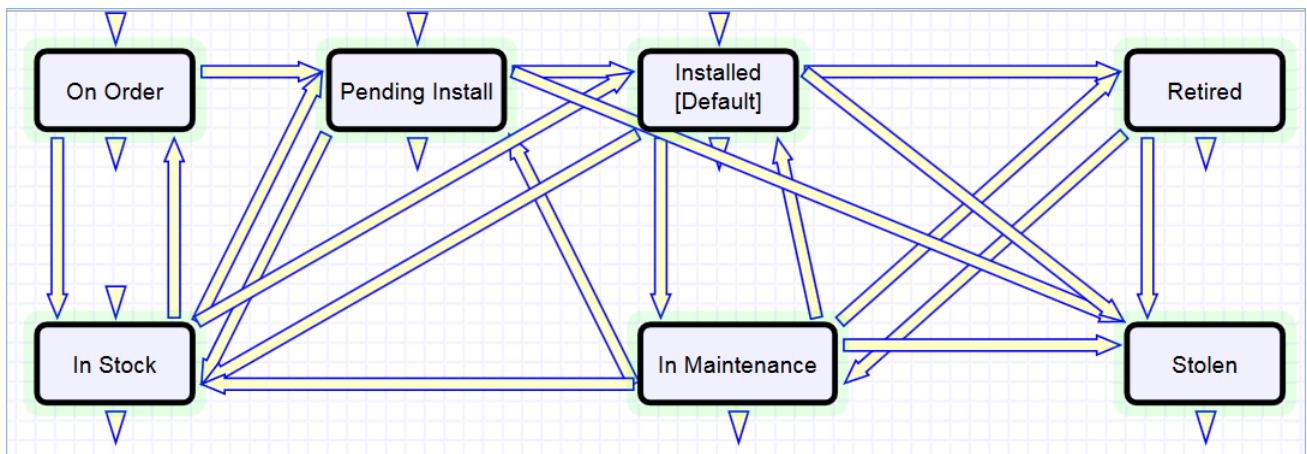 On Order
Pending Install
Installed
[Default]
Retired
In Stock
In Maintenance
Stolen